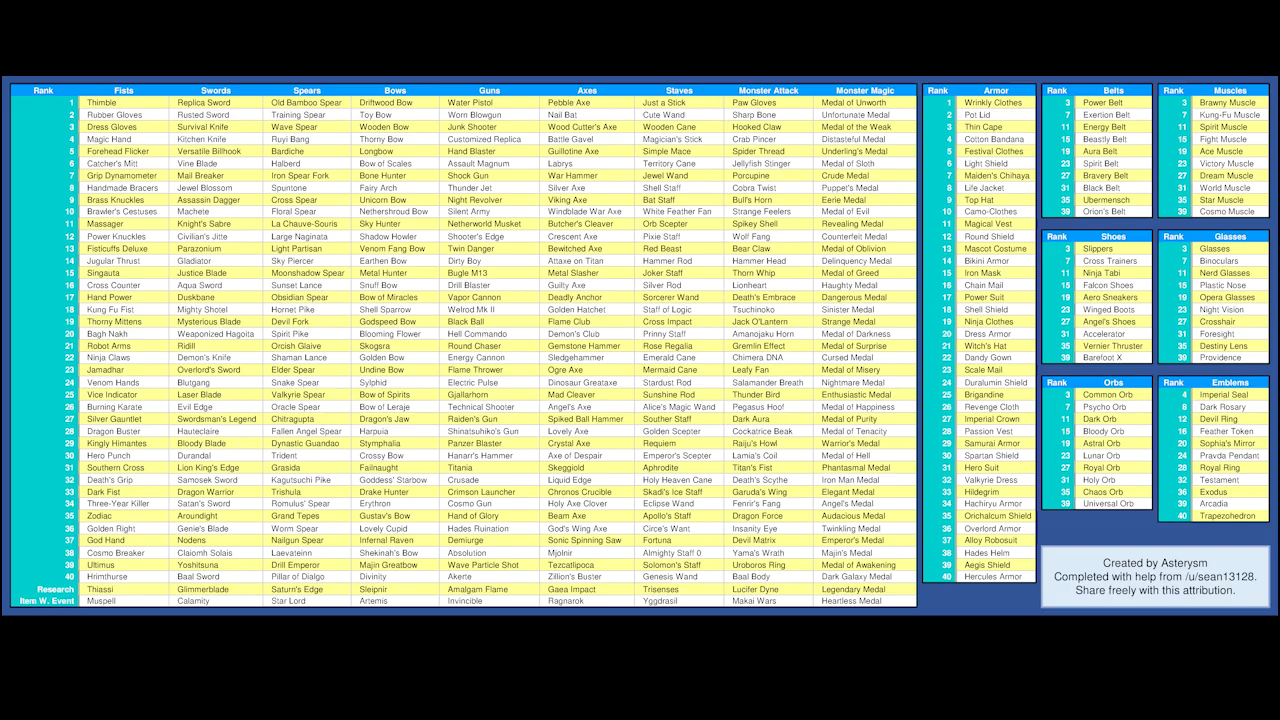 Rank Fists Swords Spears Bows Guns Axes Staves Monster Attack Monster Magic
1 Thimble Replica Sword Old Bamboo Spear Driftwood Bow Water Pistol Pebble Axe Just a Stick Paw Gloves Medal of Unworth
2 Rubber Gloves Rusted Sword Training Spear Toy Bow Worn Blowgun Nail Bat Cute Wand Sharp Bone Unfortunate Medal
3 Dress Gloves Survival Knife Wave Spear Wooden Bow Junk Shooter Wood Cutter's Axe Wooden Cane Hooked Claw Medal of the Weak
4 Magic Hand Kitchen Knife Ruyi Bang Thorny Bow Customized Replica Battle Gavel Magician's Stick Crab Pincer Distasteful Medal
5 Forehead Flicker Versatile Billhook Bardiche Longbow Hand Blaster Guillotine Axe Simple Mace Spider Thread Underling's Medal
6 Catcher's Mitt Vine Blade Halberd Bow of Scales Assault Magnum Labrys Territory Cane Jellyfish Stinger Medal of Sloth
7 Grip Dynamometer Mail Breaker Iron Spear Fork Bone Hunter Shock Gun War Hammer Jewel Wand Porcupine Crude Medal
8 Handmade Bracers Jewel Blossom Spuntone Fairy Arch Thunder Jet Silver Axe Shell Staff Cobra Twist Puppet's Medal
9 Brass Knuckles Assassin Dagger Cross Spear Unicorn Bow Night Revolver Viking Axe Bat Staff Bull's Horn Eerie Medal
10 Brawler's Cestuses Machete Floral Spear Nethershroud Bow Silent Army Windblade War Axe White Feather Fan Strange Feelers Medal of Evil
11 Massager Knight's Sabre La Chauve-Souris Sky Hunter Netherworld Musket Butcher's Cleaver Orb Scepter Spikey Shell Revealing Medal
12 Power Knuckles Civilian's Jitte Large Naginata Shadow Howler Shooter's Edge Crescent Axe Pixie Staff Wolf Fang Counterfeit Medal
13 Fisticuffs Deluxe Parazonium Light Partisan Venom Fang Bow Twin Danger Bewitched Axe Red Beast Bear Claw Medal of Oblivion
14 Jugular Thrust Gladiator Sky Piercer Earthen Bow Dirty Boy Attaxe on Titan Hammer Rod Hammer Head Delinquency Medal
15 Singauta Justice Blade Moonshadow Spear Metal Hunter Bugle M13 Metal Slasher Joker Staff Thorn Whip Medal of Greed
16 Cross Counter Aqua Sword Sunset Lance Snuff Bow Drill Blaster Guilty Axe Silver Rod Lionheart Haughty Medal
17 Hand Power Duskbane Obsidian Spear Bow of Miracles Vapor Cannon Deadly Anchor Sorcerer Wand Death's Embrace Dangerous Medal
18 Kung Fu Fist Mighty Shotel Hornet Pike Shell Sparrow Welrod Mk II Golden Hatchet Staff of Logic Tsuchinoko Sinister Medal
19 Thorny Mittens Mysterious Blade Devil Fork Godspeed Bow Black Ball Flame Club Cross Impact Jack O'Lantern Strange Medal
20 Bagh Nakh Weaponized Hagoita Spirit Pike Blooming Flower Hell Commando Demon's Club Prinny Staff Amanojaku Horn Medal of Darkness
21 Robot Arms Ridill Orcish Glaive Skogsra Round Chaser Gemstone Hammer Rose Regalia Gremlin Effect Medal of Surprise
22 Ninja Claws Demon's Knife Shaman Lance Golden Bow Energy Cannon Sledgehammer Emerald Cane Chimera DNA Cursed Medal
23 Jamadhar Overlord's Sword Elder Spear Undine Bow Flame Thrower Ogre Axe Mermaid Cane Leafy Fan Medal of Misery
24 Venom Hands Blutgang Snake Spear Sylphid Electric Pulse Dinosaur Greataxe Stardust Rod Salamander Breath Nightmare Medal
25 Vice Indicator Laser Blade Valkyrie Spear Bow of Spirits Gjallarhorn Mad Cleaver Sunshine Rod Thunder Bird Enthusiastic Medal
26 Burning Karate Evil Edge Oracle Spear Bow of Leraje Technical Shooter Angel's Axe Alice's Magic Wand Pegasus Hoo! Medal of Happiness
27 Silver Gauntlet Swordsman's Legend Chitragupta Dragon's Jaw Raiden's Gun Spiked Ball Hammer Souther Staff Dark Aura Medal of Purity
28 Dragon Buster Hauteclaire Fallen Angel Spear Harpuia Shinatsuhiko's Gun Lovely Axe Golden Scepter Cockatrice Beak Medal of Tenacity
29 Kingly Himantes Bloody Blade Dynastic Guandao Stymphalia Panzer Blaster Crystal Axe Requiem Raiju's Howl Warrior's Medal
30 Hero Punch Durandal Trident Crossy Bow Hanarr's Hammer Axe of Despair Emperor's Scepter Lamia's Coil Medal of Hell
31 Southern Cross Lion King's Edge Grasida Failnaught Titania Skeggiold Aphrodite Titan's Fist Phantasmal Medal
32 Death's Grip Samosek Sword Kagutsuchi Pike Goddess' Starbow Crusade Liquid Edge Holy Heaven Cane Death's Scythe Iron Man Medal
33 Dark Fist Dragon Warrior Trishula Drake Hunter Crimson Launcher Chronos Crucible Skadi's Ice Staff Garuda's Wing Elegant Medal
34 Three-Year Killer Satan's Sword Romulus' Spear Elfshron Cosmo Gun Holy Axe Clover Eclipse Wand Fenrir's Fang Angel's Medal
35 Zodiac Aroundight Grand Tepes Gustav's Bow Hand of Glory Beam Axe Apollo's Staff Dragon Force Audacious Medal
36 Golden Right Genie's Blade Worm Spear Lovely Cupid Hades Ruination God's Wing Axe Circe's Want Insanity Eye Twinkling Medal
37 God Hand Nodens Nailgun Spear Infernal Raven Demiurge Sonic Spinning Saw Fortuna Devil Matrix Emperor's Medal
38 Cosmo Breaker Claiomh Solais Laevateinn Shekinah's Bow Absolution Mjolnir Almighty Staff 0 Yama's Wrath Majin's Medal
39 Ultimus Yoshitsuna Drill Emperor Majin Greatbow Wave Particle Shot Tezcatlipoca Solomon's Staff Uroboros Medal of Awakening
40 Hrimthurse Baal Sword Pillar of Dialgo Divinity Akerte Zillion's Buster Genesis Wand Baal Body Dark Galaxy Medal
Research Thiassi Glimmerblade Saturn's Edge Sleipnir Amalgam Flame Gaea Impact Trisenses Lucifer Dyne Legendary Medal
Item W. Event Muspell Calamity Star Lord Artemis Invincible Ragnarok Yggdrasil Makai Wars Heartless Medal
Rank Armor
1 Wrinkly Clothes
2 Pot Lid
3 Thin Cape
4 Cotton Bandana
5 Festival Clothes
6 Light Shield
7 Maiden's Chihaya
8 Life Jacket
9 Top Hat
10 Camo-Clothes
11 Magical Vest
12 Round Shield
13 Mascot Costume
14 Bikini Armor
15 Iron Mask
16 Chain Mail
17 Power Suit
18 Shell Shield
19 Ninja Clothes
20 Dress Armor
21 Witch's Hat
22 Dandy Gown
23 Scale Mail
24 Duralumin Shield
25 Brigandine
26 Revenge Cloth
27 Imperial Crown
28 Passion Vest
29 Samurai Armor
30 Spartan Shield
31 Hero Suit
32 Valkyrie Dress
33 Hildegrim
34 Hachiryu Armor
35 Orichalcum Shield
36 Overlord Armor
37 Alloy Robosuit
38 Hades Helm
39 Aegis Shield
40 Hercules Armor
Rank Belts
3 Power Belt
7 Exertion Belt
11 Energy Belt
15 Beastly Belt
19 Aura Belt
23 Spirit Belt
27 Bravery Belt
31 Black Belt
35 Ubermensch
39 Orion's Belt
Rank Muscles
3 Brawny Muscle
7 Kung-Fu Muscle
11 Spirit Muscle
15 Fight Muscle
19 Ace Muscle
23 Victory Muscle
27 Dream Muscle
31 World Muscle
35 Star Muscle
39 Cosmo Muscle
Rank Shoes
3 Slippers
7 Cross Trainers
11 Ninja Tabi
15 Falcon Shoes
19 Aero Sneakers
23 Winged Boots
27 Angel's Shoes
31 Accelerator
35 Vernier Thruster
39 Barefoot X
Rank Glasses
3 Glasses
7 Binoculars
11 Nerd Glasses
15 Plastic Nose
19 Opera Glasses
23 Night Vision
27 Crosshair
31 Foresight
35 Destiny Lens
39 Providence
Rank Orbs
3 Common Orb
7 Psycho Orb
11 Dark Orb
15 Bloody Orb
19 Astral Orb
23 Lunar Orb
27 Royal Orb
31 Holy Orb
35 Chaos Orb
39 Universal Orb
Rank Emblems
4 Imperial Seal
8 Dark Rosary
12 Devil Ring
16 Feather Token
20 Sophia's Mirror
24 Pravda Pendant
28 Royal Ring
32 Testament
36 Exodus
39 Arcadia
40 Trapezohedron
Created by Asterysm
Completed with help from /u/sean13128.
Share freely with this attribution.